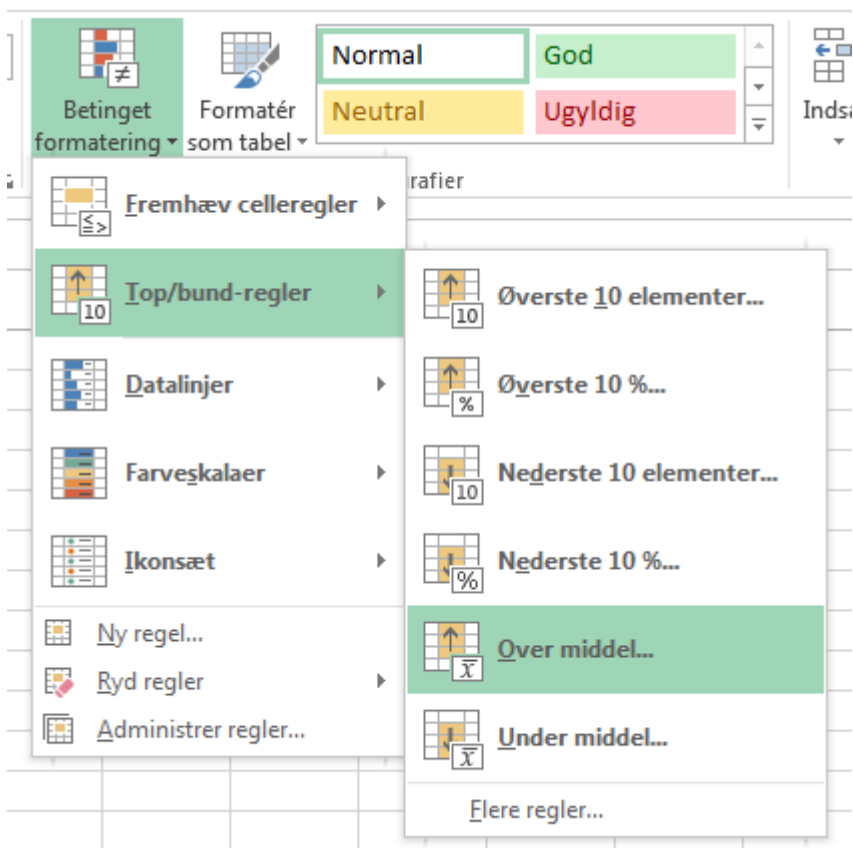 Normal
God
Neutral
Ugyldig
Betinget
formatering
Formatér
som tabel
Fremhæv celleregler
10
Top/bund-regler
Datalinjer
Farveskalaer
Ikonsæt
Ny regel...
Ryd regler
Administrer regler...
10
Øverste 10 elementer...
%
Øverste 10 %...
10
Nederste 10 elementer...
%
Nederste 10 %...
x̅
Over middel...
x̅
Under middel...
Flere regler...